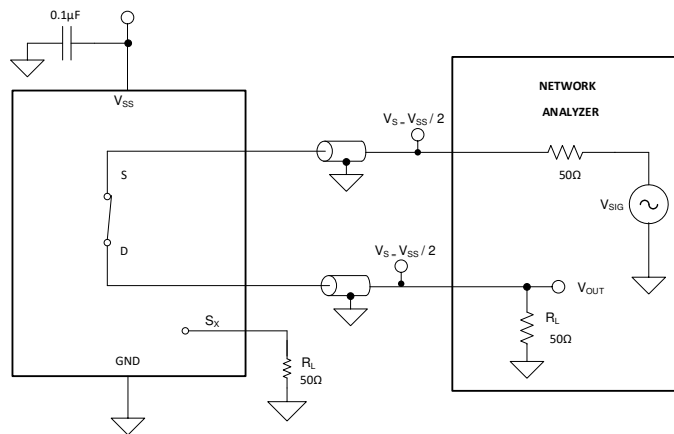 0.1µF
VSS
NETWORK
ANALYZER
VS = VSS / 2
50Ω
VSIG
S
D
VS = VSS / 2
VOUT
RL
50Ω
SX
RL
50Ω
GND